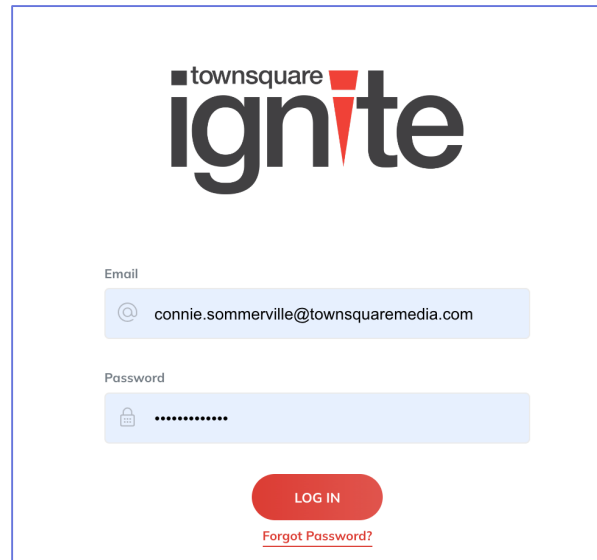 townsquare
ignite
Email
connie.sommerville@townsquaremedia.com
Password
•••••••••••••
LOG IN
Forgot Password?